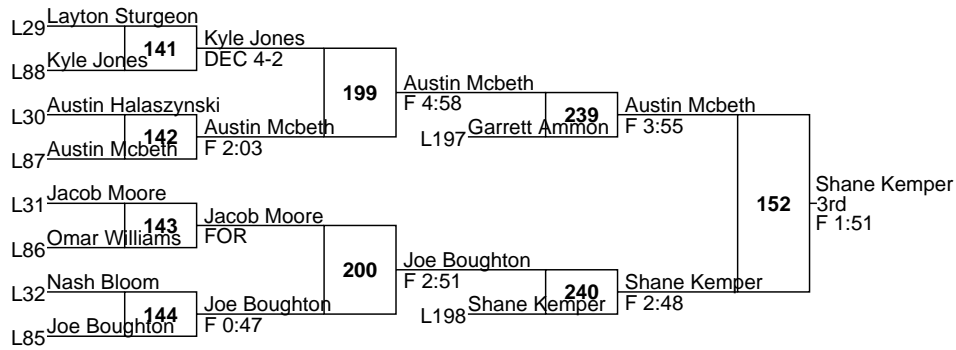 Layton Sturgeon
L29
141
Kyle Jones
DEC 4-2
Kyle Jones
L88
199
Austin Mcbeth
F 4:58
Austin Halaszynski
L30
142
Austin Mcbeth
F 2:03
Austin Mcbeth
L87
239
Austin Mcbeth
F 3:55
Garrett Ammon
L197
152
Shane Kemper
3rd
F 1:51
Jacob Moore
L31
143
Jacob Moore
FOR
Omar Williams
L86
200
Joe Boughton
F 2:51
Nash Bloom
L32
144
Joe Boughton
F 0:47
Joe Boughton
L85
240
Shane Kemper
F 2:48
Shane Kemper
L198